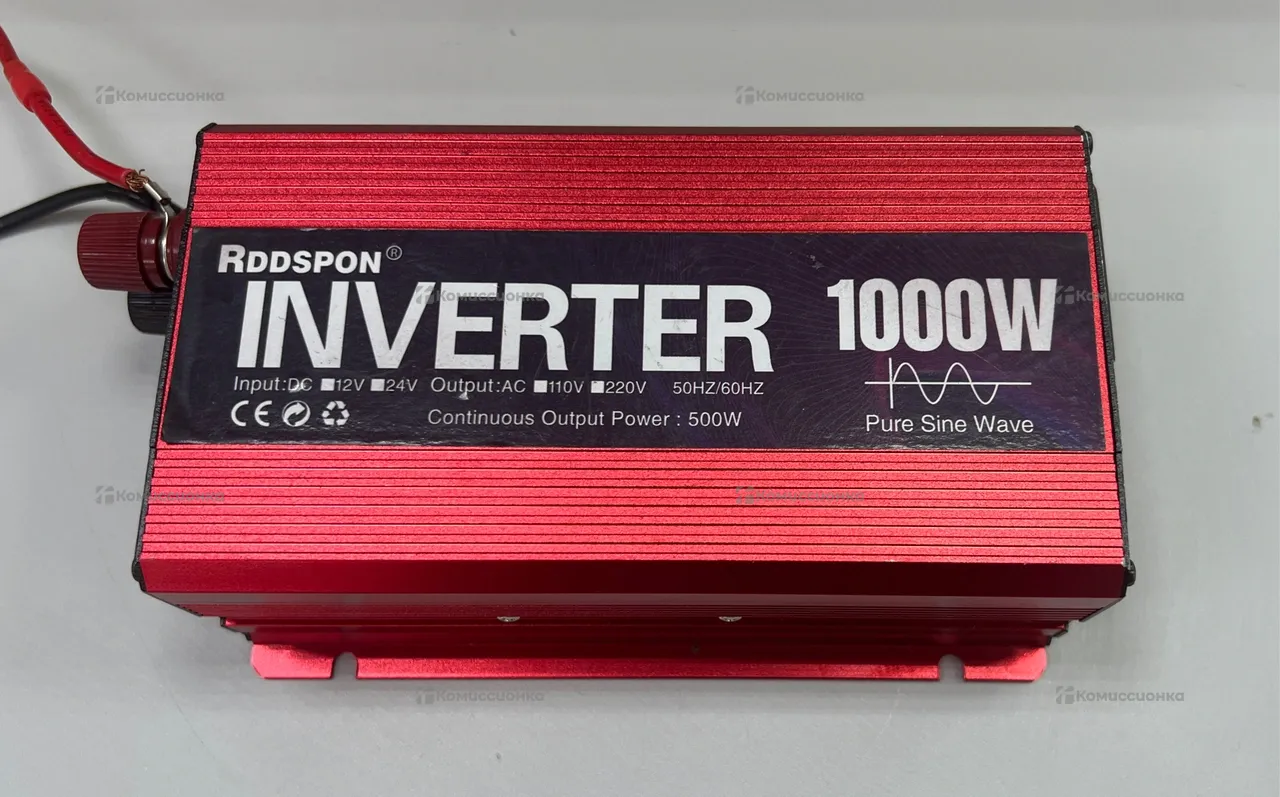 Комиссионка Комиссионка
RDDSPON®
INVERTER 1000W
Комиссионка Комиссионка
Input:DC 12V 24V Output:AC 110V 220V 50HZ/60HZ
CE Continuous Output Power : 500W
Pure Sine Wave
Комиссионка Комиссионка
Комиссионка Комиссионка